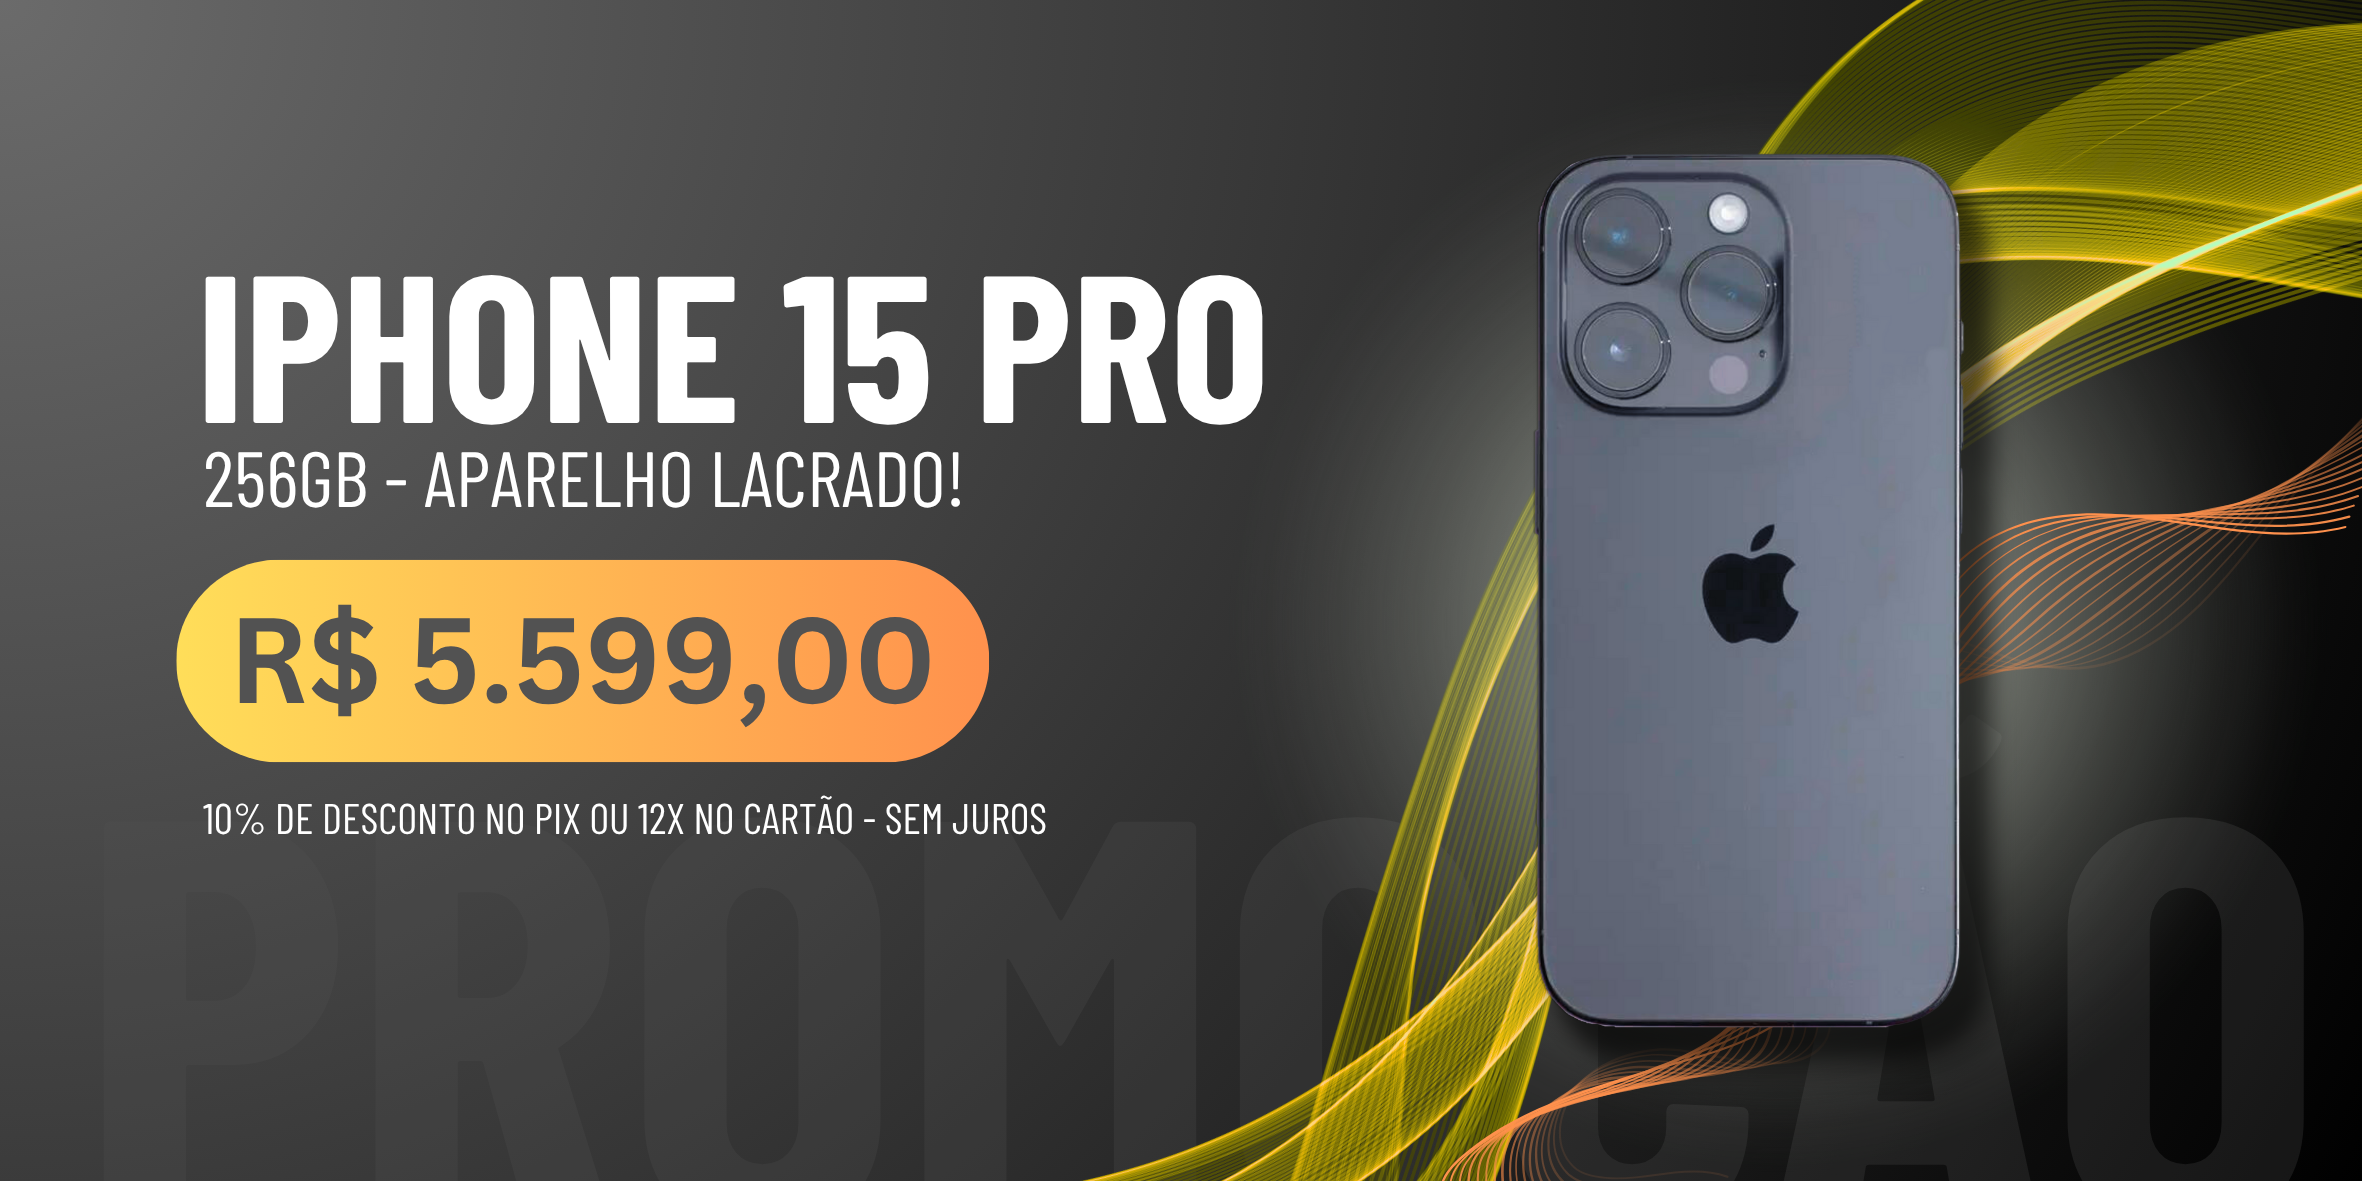 IPHONE 15 PRO
256GB - APARELHO LACRADO!
R$ 5.599,00
10% DE DESCONTO NO PIX OU 12X NO CARTÃO - SEM JUROS
PROMOÇÃO